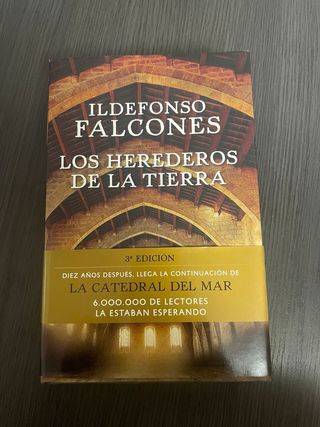 ILDEFONSO
FALCONES
LOS HEREDEROS
DE LA TIERRA
3ª EDICIÓN
DIEZ AÑOS DESPUÉS, LLEGA LA CONTINUACIÓN DE
LA CATEDRAL DEL MAR
6.000.000 DE LECTORES
LA ESTABAN ESPERANDO